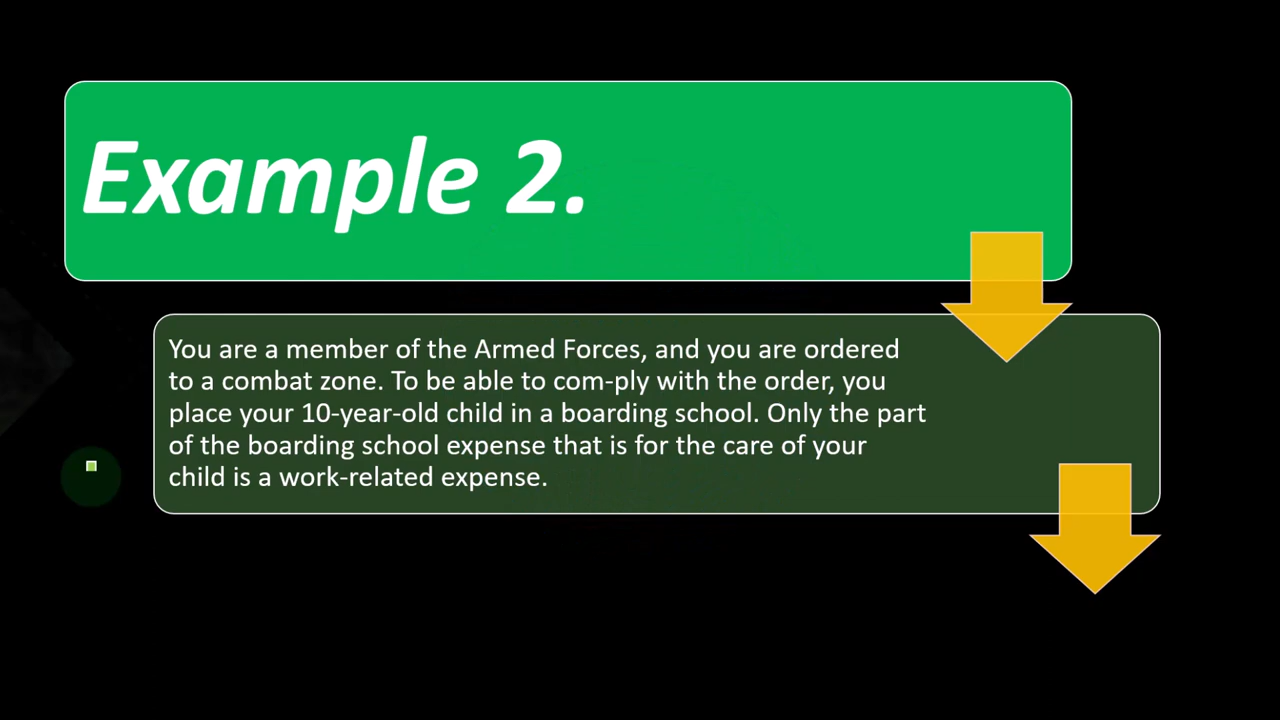 Example 2.
You are a member of the Armed Forces, and you are ordered
to a combat zone. To be able to com-ply with the order, you
place your 10-year-old child in a boarding school. Only the part
of the boarding school expense that is for the care of your
child is a work-related expense.